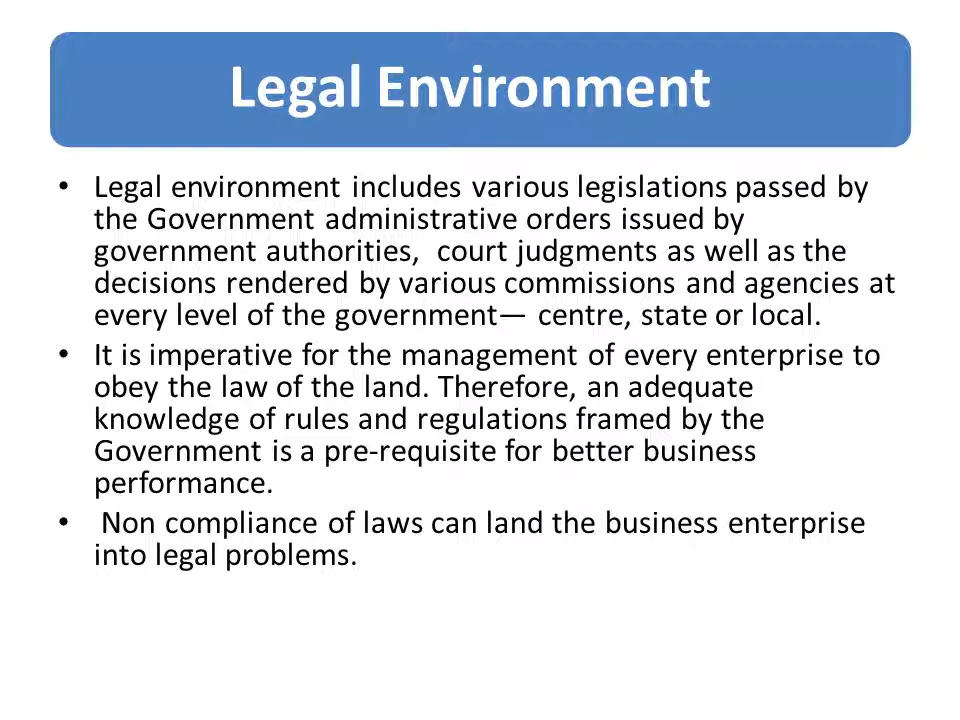 Legal Environment
• Legal environment includes various legislations passed by
the Government administrative orders issued by
government authorities,  court judgments as well as the
decisions rendered by various commissions and agencies at
every level of the government— centre, state or local.
• It is imperative for the management of every enterprise to
obey the law of the land. Therefore, an adequate
knowledge of rules and regulations framed by the
Government is a pre-requisite for better business
performance.
•  Non compliance of laws can land the business enterprise
into legal problems.